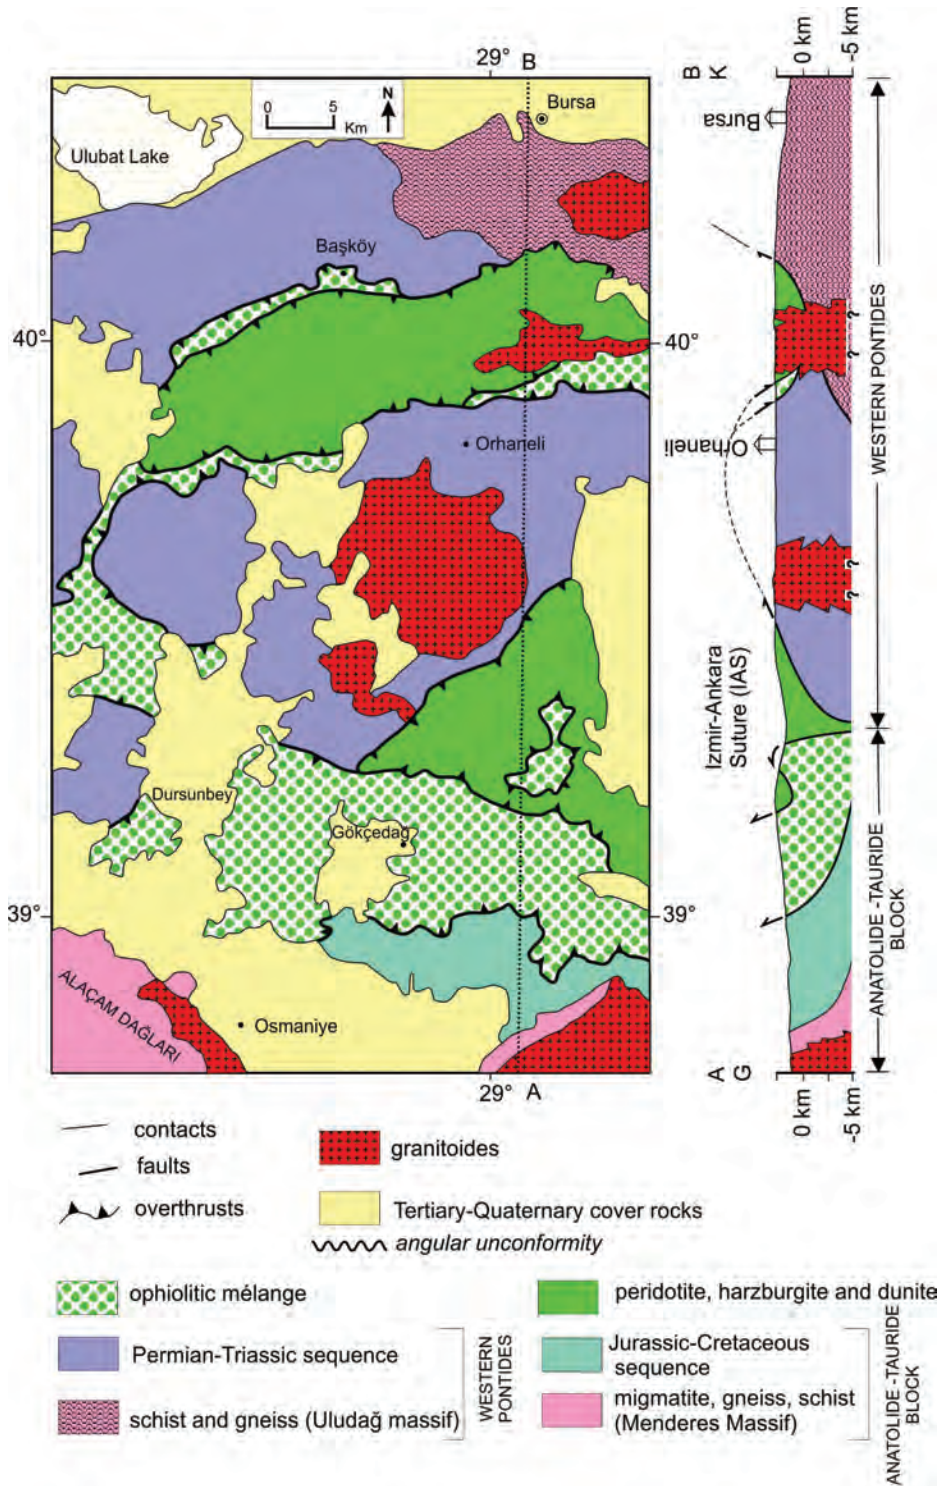 29°
B
0 5
Km
N
Bursa
Ulubat Lake
Başköy
40°
40°
Orhaneli
Dursunbey
Gökçedağ
39°
39°
ALAÇAM DAĞLARI
Osmaniye
29°
A
B
K
0 km
-5 km
Bursa
?
?
Orhaneli
?
?
WESTERN PONTIDES
Izmir-Ankara
Suture (IAS)
ANATOLIDE -TAURIDE
BLOCK
A
G
0 km
-5 km
contacts
faults
overthrusts
granitoides
Tertiary-Quaternary cover rocks
angular unconformity
ophiolitic mélange
peridotite, harzburgite and dunite
Permian-Triassic sequence
Jurassic-Cretaceous
sequence
schist and gneiss (Uludağ massif)
migmatite, gneiss, schist
(Menderes Massif)
WESTERN
PONTIDES
ANATOLIDE -TAURIDE
BLOCK